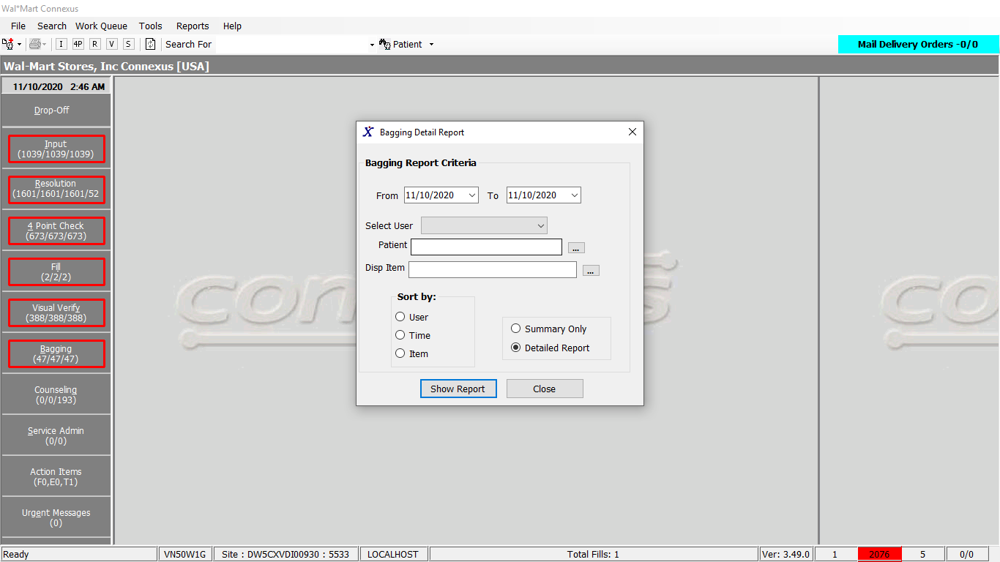 Wal*Mart Connexus
File Search Work Queue Tools Reports Help
I 4P R V S Search For Patient Mail Delivery Orders -0/0
Wal-Mart Stores, Inc Connexus [USA]
11/10/2020 2:46 AM
Drop-Off
Input
(1039/1039/1039)
Resolution
(1601/1601/1601/52
4 Point Check
(673/673/673)
Fill
(2/2/2)
Visual Verify
(388/388/388)
Bagging
(47/47/47)
Counseling
(0/0/193)
Service Admin
(0/0)
Action Items
(F0,E0,T1)
Urgent Messages
(0)
Bagging Detail Report
Bagging Report Criteria
From 11/10/2020 To 11/10/2020
Select User
Patient ...
Disp Item ...
Sort by:
User
Time
Item
Summary Only
Detailed Report
Show Report Close
Ready VN50W1G Site : DW5CXVDI00930 : 5533 LOCALHOST Total Fills: 1 Ver: 3.49.0 1 2076 5 0/0